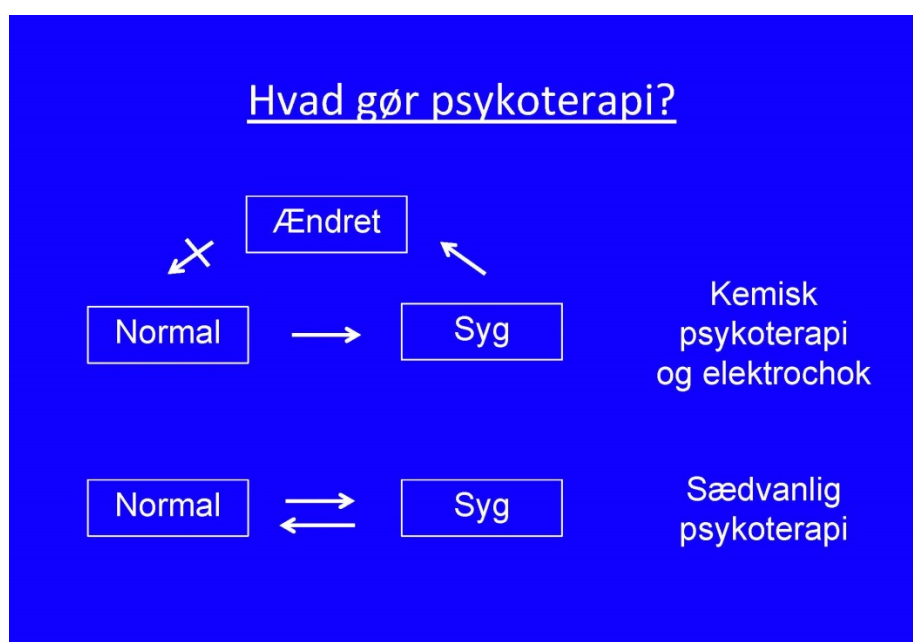 Hvad gør psykoterapi?
Ændret
Normal
Syg
Kemisk
psykoterapi
og elektrochok
Normal
Syg
Sædvanlig
psykoterapi